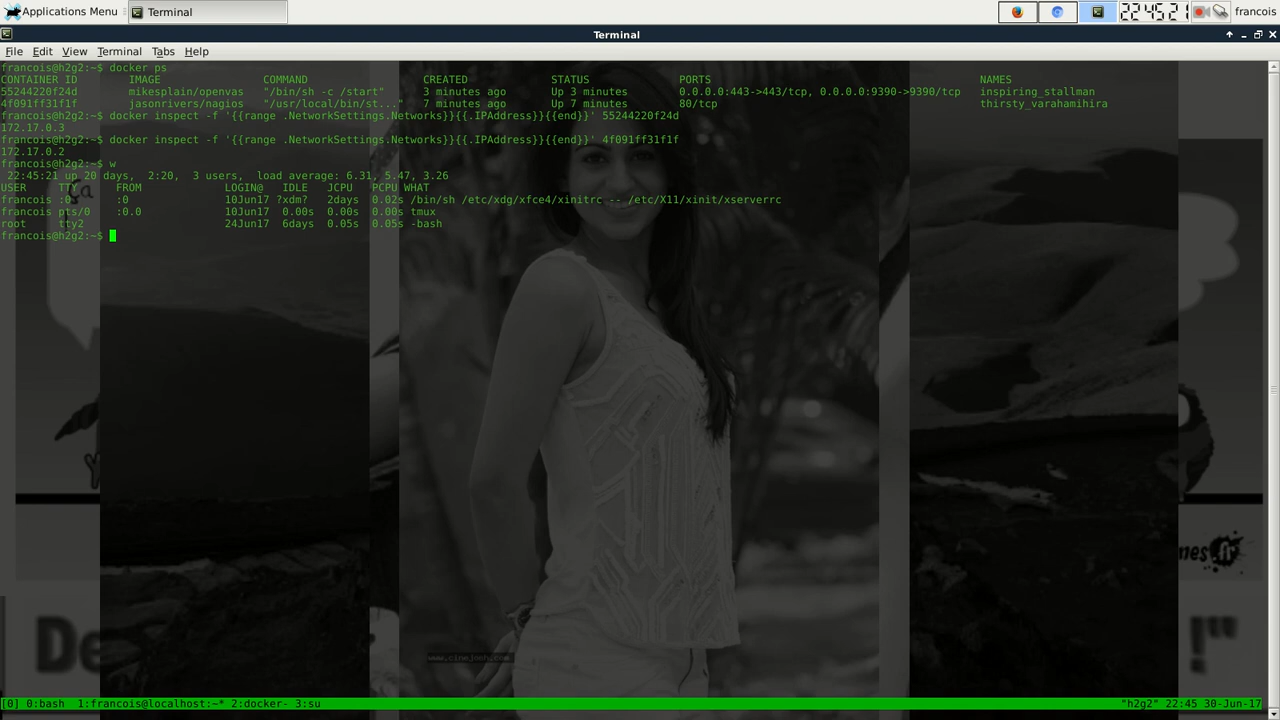 Applications Menu Terminal 22:45:21 francois
Terminal
File Edit View Terminal Tabs Help
francois@h2g2:~$ docker ps
CONTAINER ID IMAGE COMMAND CREATED STATUS PORTS NAMES
55244220f24d mikesplain/openvas "/bin/sh -c /start" 3 minutes ago Up 3 minutes 0.0.0.0:443->443/tcp, 0.0.0.0:9390->9390/tcp inspiring_stallman
4f091ff31f1f jasonrivers/nagios "/usr/local/bin/st..." 7 minutes ago Up 7 minutes 80/tcp thirsty_varahamihira
francois@h2g2:~$ docker inspect -f '{{range .NetworkSettings.Networks}}{{.IPAddress}}{{end}}' 55244220f24d
172.17.0.3
francois@h2g2:~$ docker inspect -f '{{range .NetworkSettings.Networks}}{{.IPAddress}}{{end}}' 4f091ff31f1f
172.17.0.2
francois@h2g2:~$ w
22:45:21 up 20 days, 2:20, 3 users, load average: 6.31, 5.47, 3.26
USER TTY FROM LOGIN@ IDLE JCPU PCPU WHAT
francois :0 :0 10Jun17 ?xdm? 2days 0.02s /bin/sh /etc/xdg/xfce4/xinitrc -- /etc/X11/xinit/xserverrc
francois pts/0 :0.0 10Jun17 0.00s 0.00s 0.00s tmux
root tty2 24Jun17 6days 0.05s 0.05s -bash
francois@h2g2:~$
De
!"
[0] 0:bash 1:francois@localhost:~* 2:docker- 3:su "h2g2" 22:45 30-Jun-17